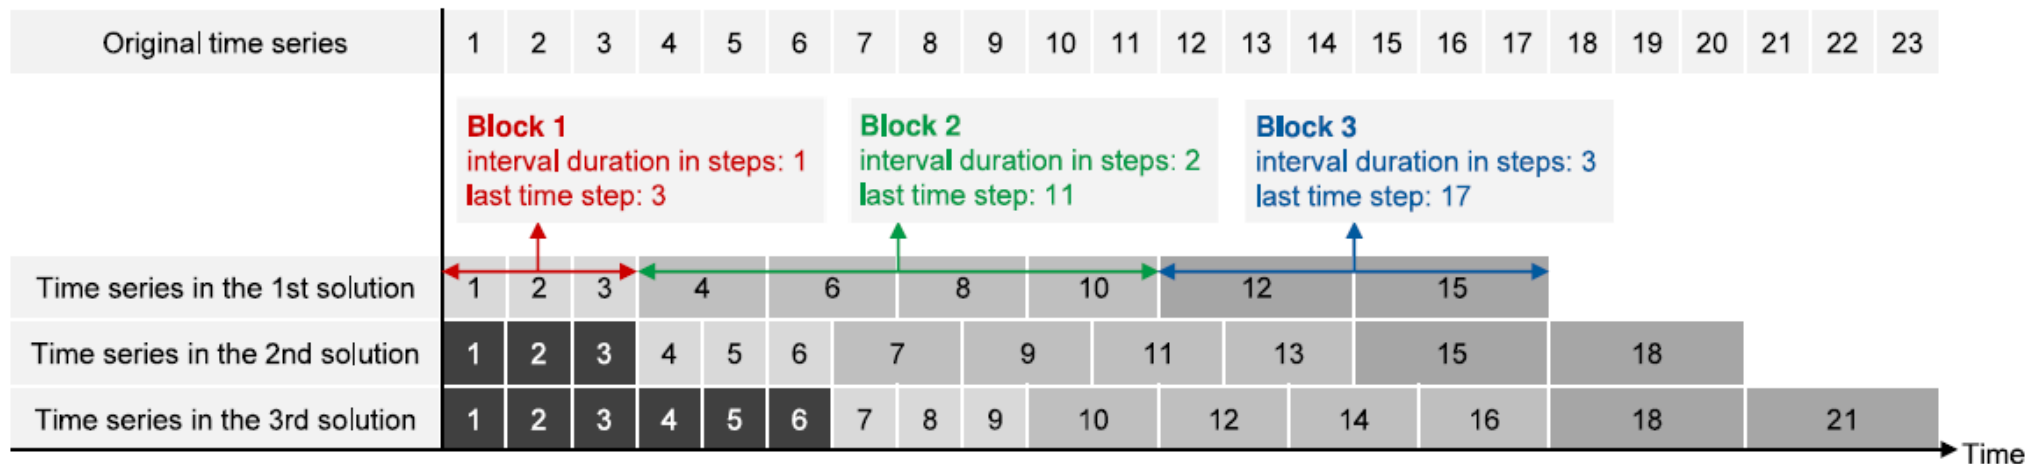 Original time series 1 2 3 4 5 6 7 8 9 10 11 12 13 14 15 16 17 18 19 20 21 22 23
Block 1
interval duration in steps: 1
last time step: 3
Block 2
interval duration in steps: 2
last time step: 11
Block 3
interval duration in steps: 3
last time step: 17
Time series in the 1st solution 1 2 3 4 6 8 10 12 15
Time series in the 2nd solution 1 2 3 4 5 6 7 9 11 13 15 18
Time series in the 3rd solution 1 2 3 4 5 6 7 8 9 10 12 14 16 18 21
Time